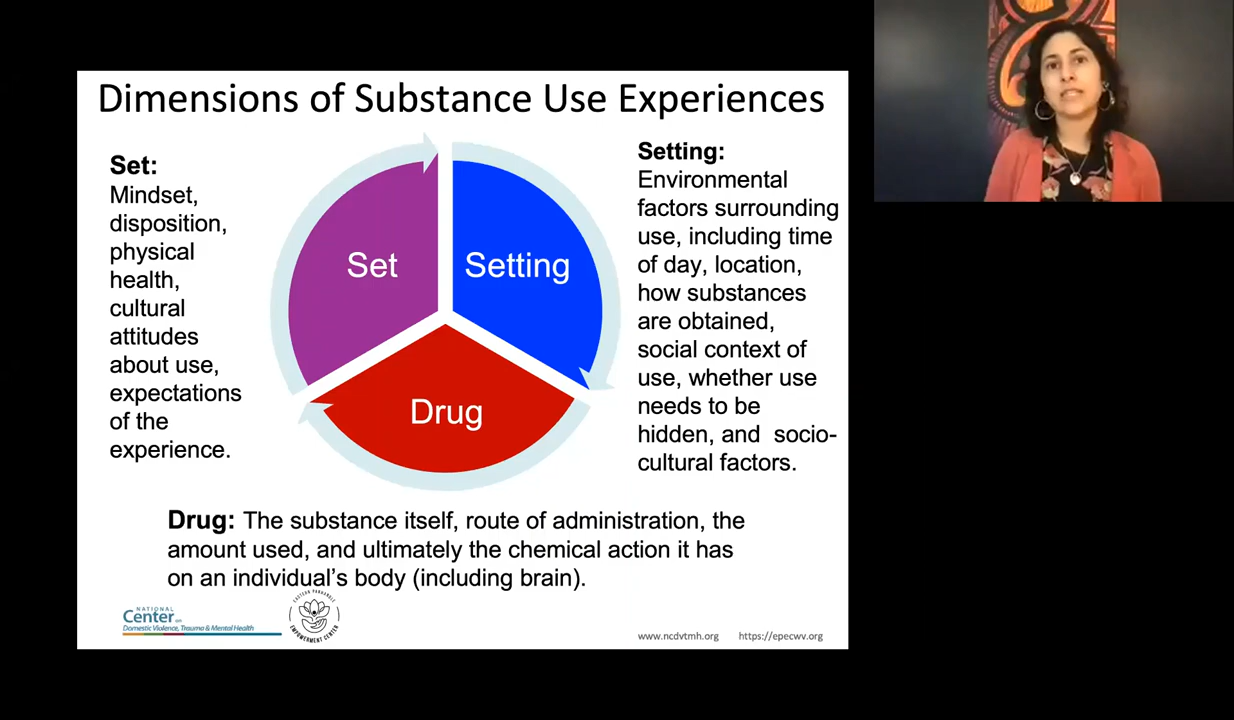 Dimensions of Substance Use Experiences
Set:
Mindset,
disposition,
physical
health,
cultural
attitudes
about use,
expectations
of the
experience.
Set
Setting
Drug
Setting:
Environmental
factors surrounding
use, including time
of day, location,
how substances
are obtained,
social context of
use, whether use
needs to be
hidden, and socio-
cultural factors.
Drug: The substance itself, route of administration, the
amount used, and ultimately the chemical action it has
on an individual's body (including brain).
NATIONAL
Center on
Domestic Violence, Trauma & Mental Health
EASTERN PANHANDLE
EMPOWERMENT CENTER
www.ncdvtmh.org https://epecwv.org